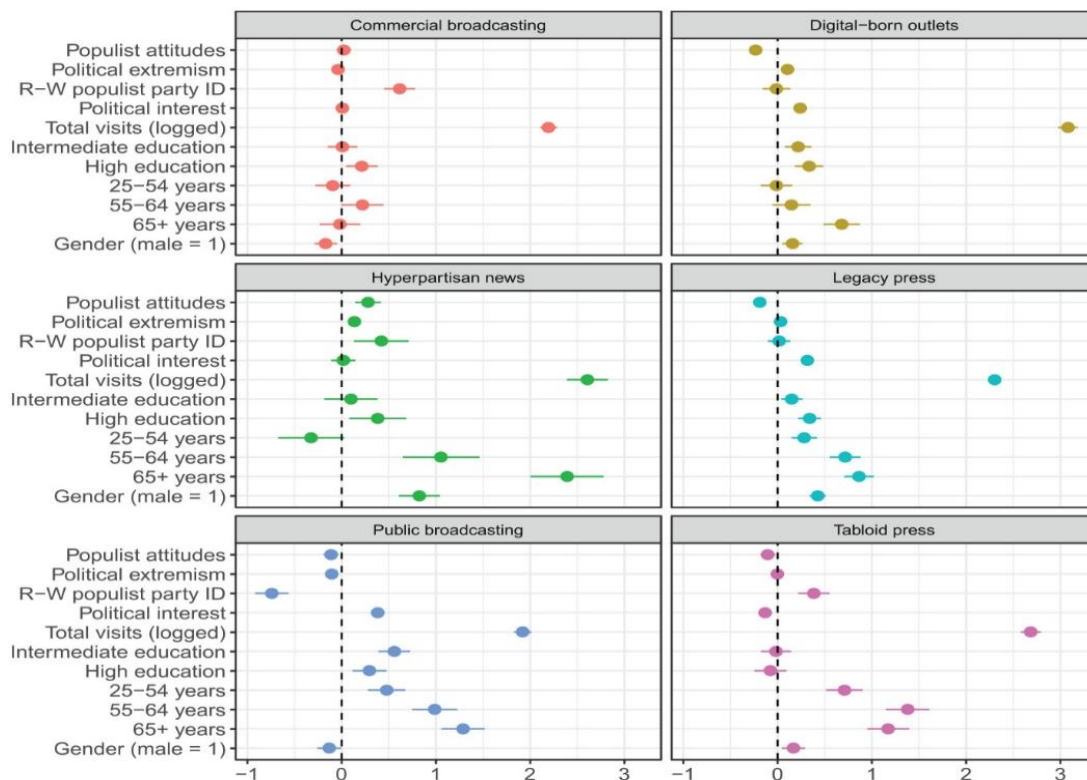 Commercial broadcasting
Digital−born outlets
Populist attitudes
Political extremism
R−W populist party ID
Political interest
Total visits (logged)
Intermediate education
High education
25−54 years
55−64 years
65+ years
Gender (male = 1)
Hyperpartisan news
Legacy press
Populist attitudes
Political extremism
R−W populist party ID
Political interest
Total visits (logged)
Intermediate education
High education
25−54 years
55−64 years
65+ years
Gender (male = 1)
Public broadcasting
Tabloid press
Populist attitudes
Political extremism
R−W populist party ID
Political interest
Total visits (logged)
Intermediate education
High education
25−54 years
55−64 years
65+ years
Gender (male = 1)
−1 0 1 2 3
−1 0 1 2 3